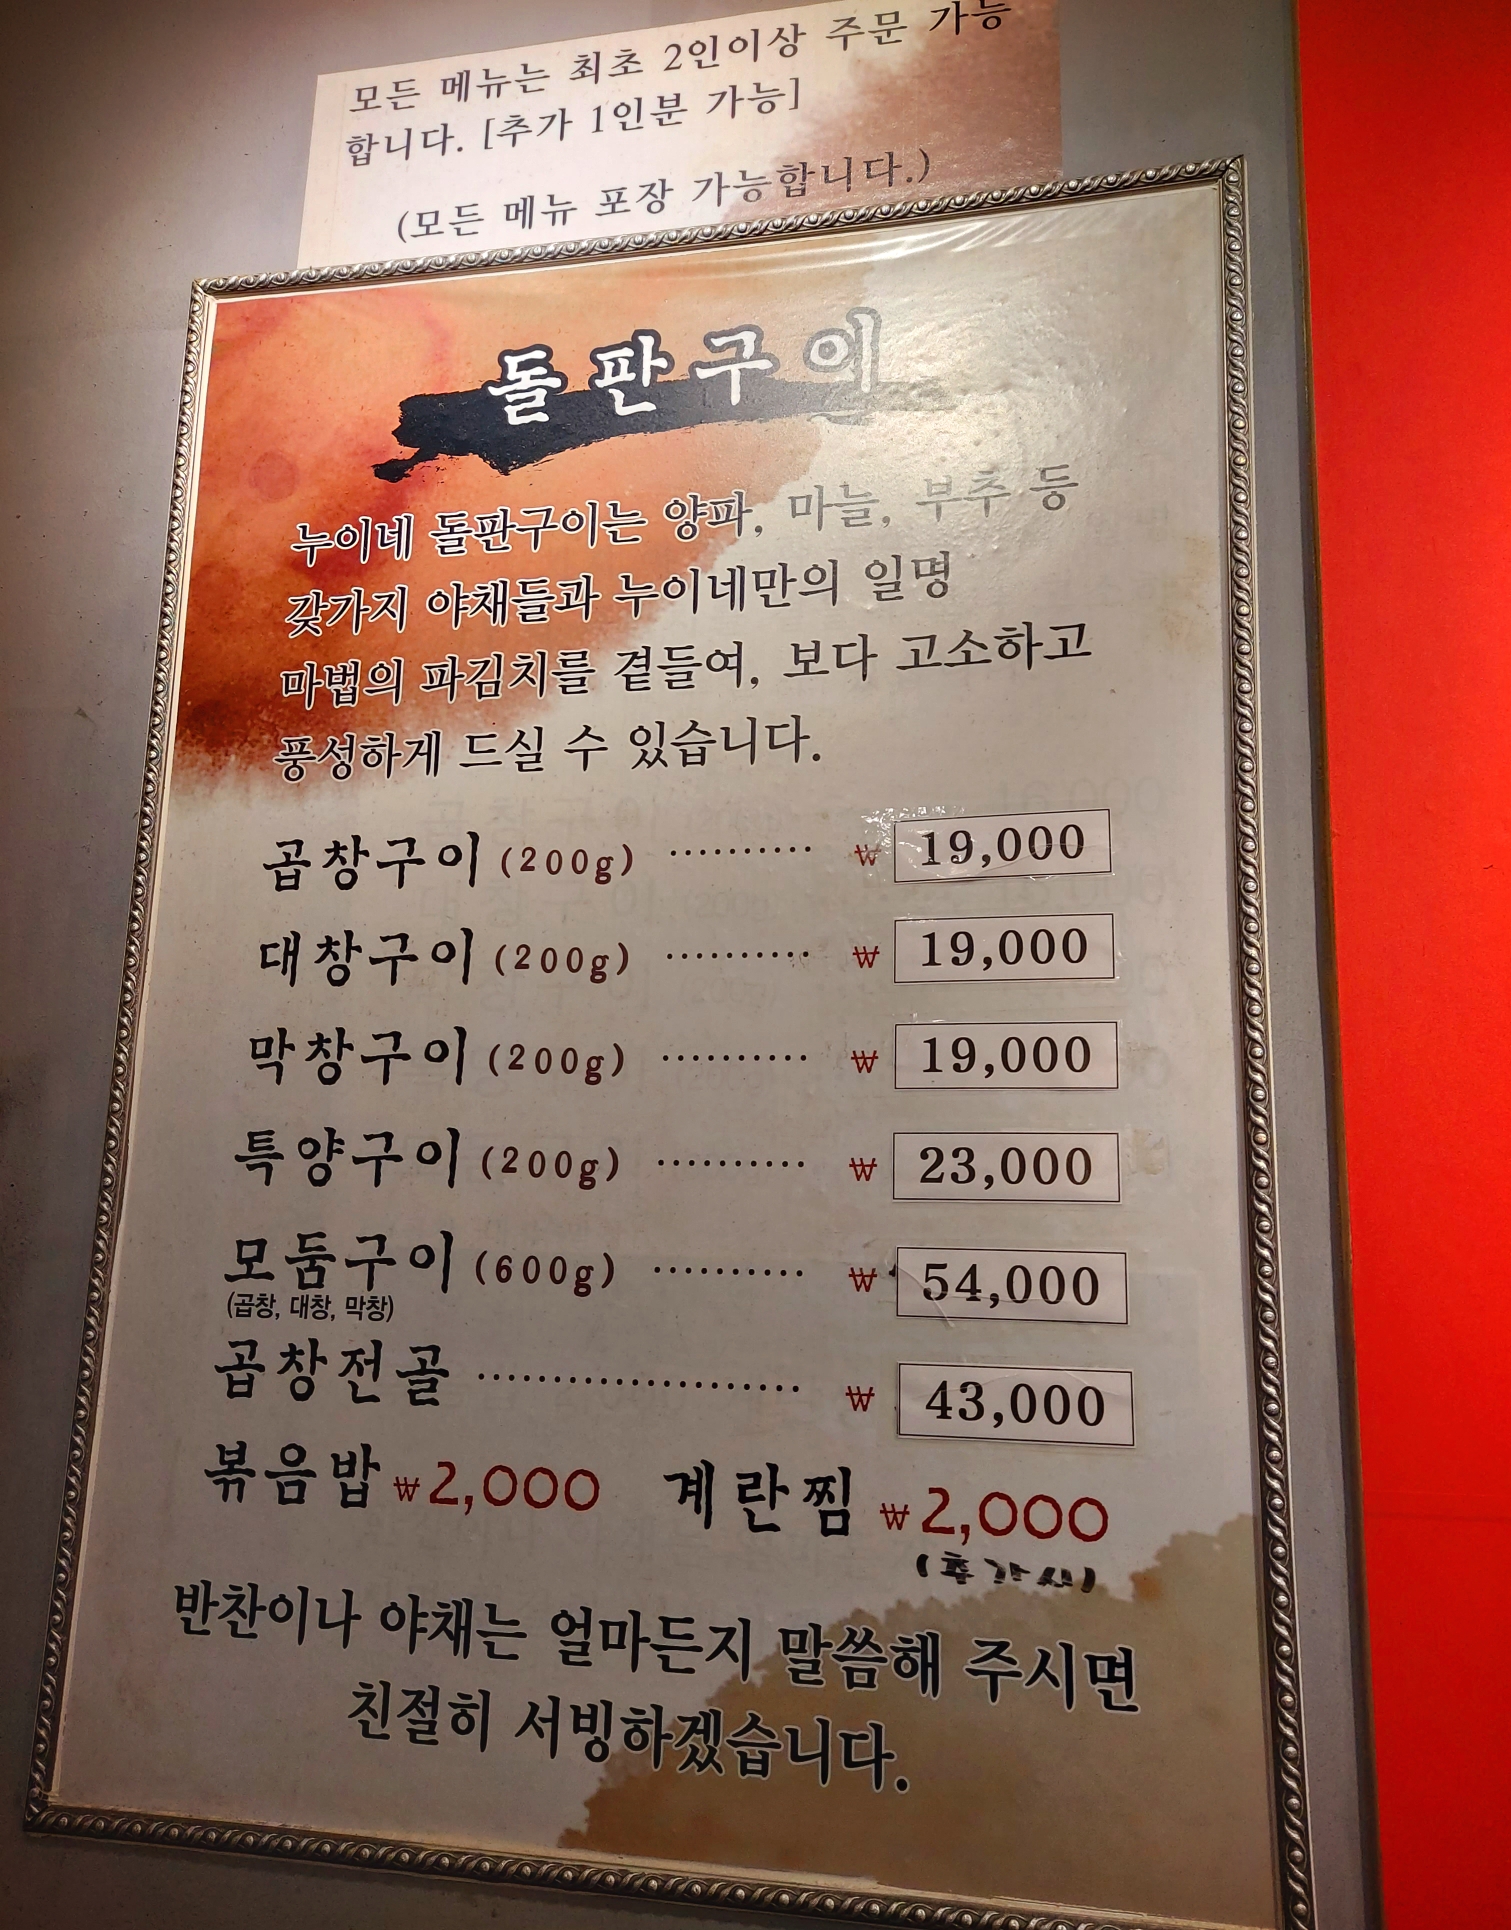 모든 메뉴는 최초 2인이상 주문 가능
합니다. [추가 1인분 가능]
(모든 메뉴 포장 가능합니다.)
돌판구이
누이네 돌판구이는 양파, 마늘, 부추 등
갖가지 야채들과 누이네만의 일명
마법의 파김치를 곁들여, 보다 고소하고
풍성하게 드실 수 있습니다.
곱창구이 (200g) ·········· ₩ 19,000
대창구이 (200g) ·········· ₩ 19,000
막창구이 (200g) ·········· ₩ 19,000
특양구이 (200g) ·········· ₩ 23,000
모둠구이 (600g) ·········· ₩ 54,000
(곱창, 대창, 막창)
곱창전골 ···················· ₩ 43,000
볶음밥 ₩2,000 계란찜 ₩2,000
(추가시)
반찬이나 야채는 얼마든지 말씀해 주시면
친절히 서빙하겠습니다.